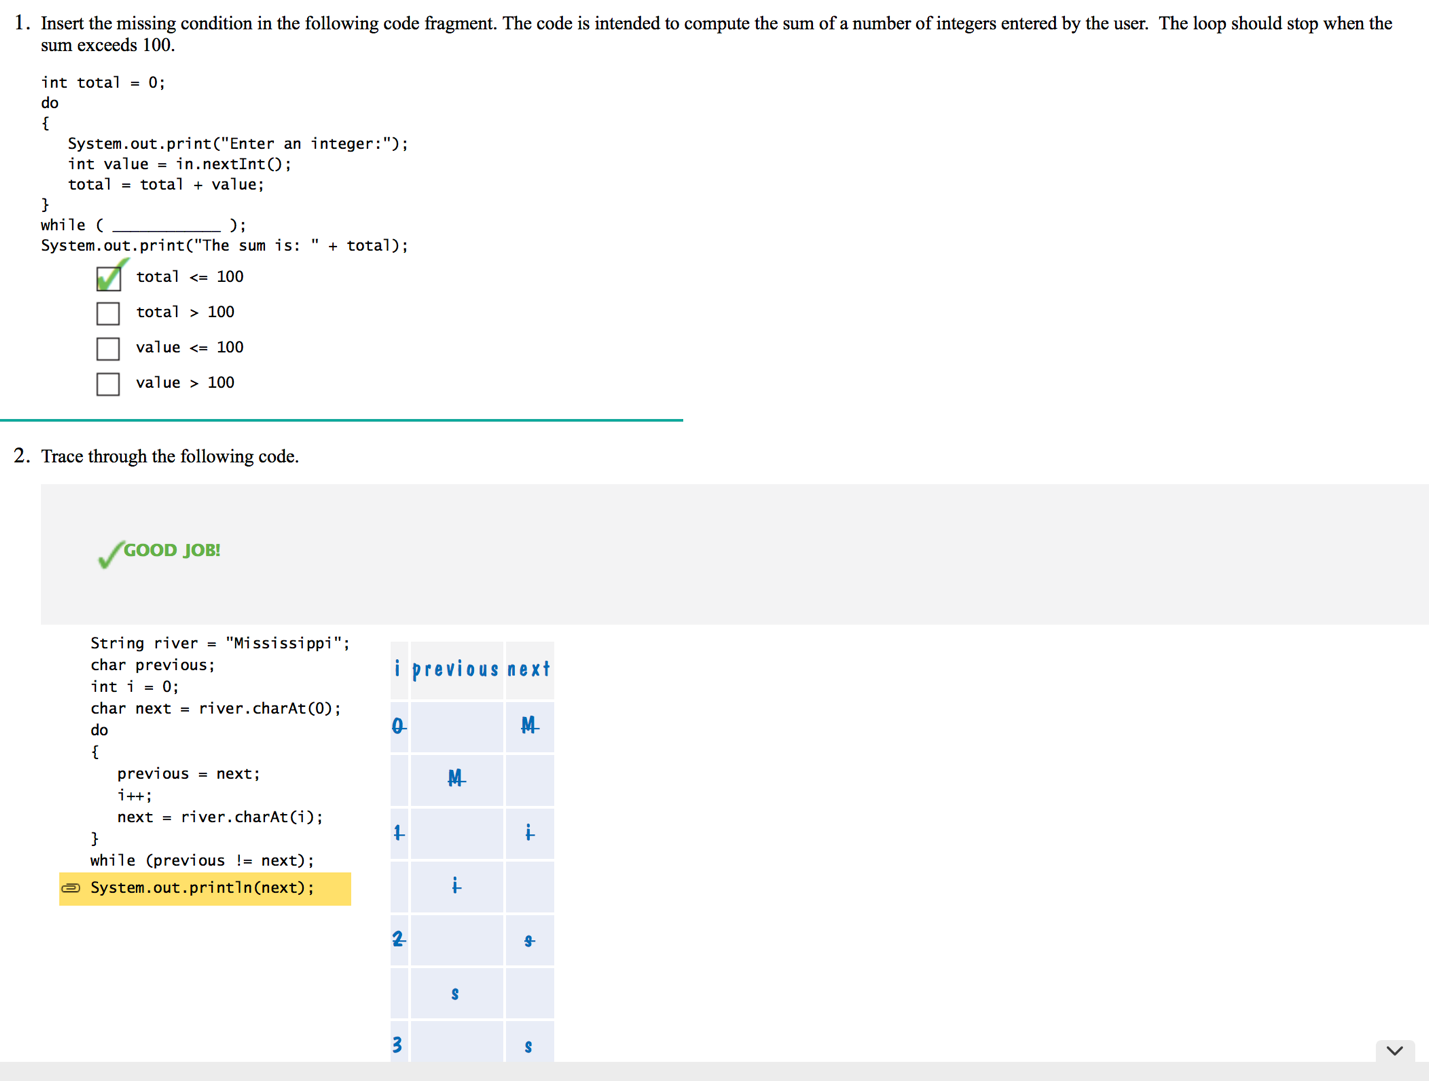 1. Insert the missing condition in the following code fragment. The code is intended to compute the sum of a number of integers entered by the user.  The loop should stop when the
sum exceeds 100.
int total = 0;
do
{
   System.out.print("Enter an integer:");
   int value = in.nextInt();
   total = total + value;
}
while ( ____________ );
System.out.print("The sum is: " + total);
total <= 100
total > 100
value <= 100
value > 100
2. Trace through the following code.
GOOD JOB!
String river = "Mississippi";
char previous;
int i = 0;
char next = river.charAt(0);
do
{
   previous = next;
   i++;
   next = river.charAt(i);
}
while (previous != next);
System.out.println(next);
i previous next
0 M
M
1 i
i
2 s
s
3 s